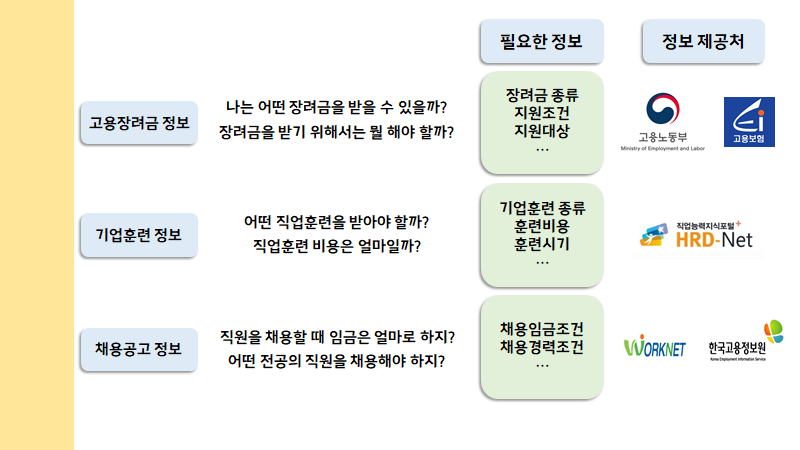 필요한 정보
정보 제공처
고용장려금 정보
나는 어떤 장려금을 받을 수 있을까?
장려금을 받기 위해서는 뭘 해야 할까?
장려금 종류
지원조건
지원대상
...
고용노동부
Ministry of Employment and Labor
고용보험
기업훈련 정보
어떤 직업훈련을 받아야 할까?
직업훈련 비용은 얼마일까?
기업훈련 종류
훈련비용
훈련시기
...
직업능력지식포털+
HRD-Net
채용공고 정보
직원을 채용할 때 임금은 얼마로 하지?
어떤 전공의 직원을 채용해야 하지?
채용임금조건
채용경력조건
...
WORKNET
한국고용정보원
Korea Employment Information Service